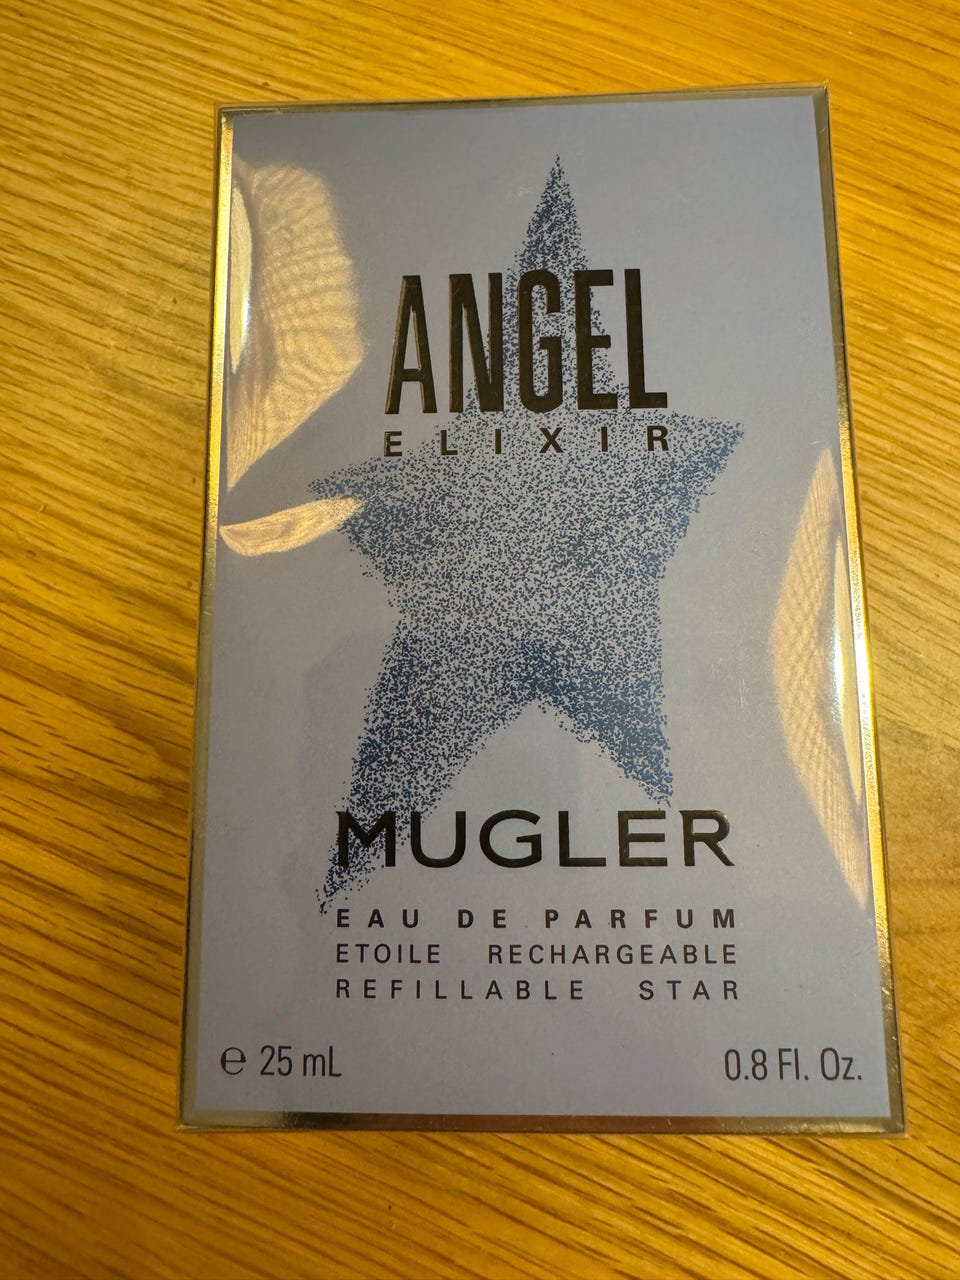 ANGEL
ELIXIR
MUGLER
EAU DE PARFUM
ETOILE RECHARGEABLE
REFILLABLE STAR
℮ 25 mL 0.8 Fl. Oz.